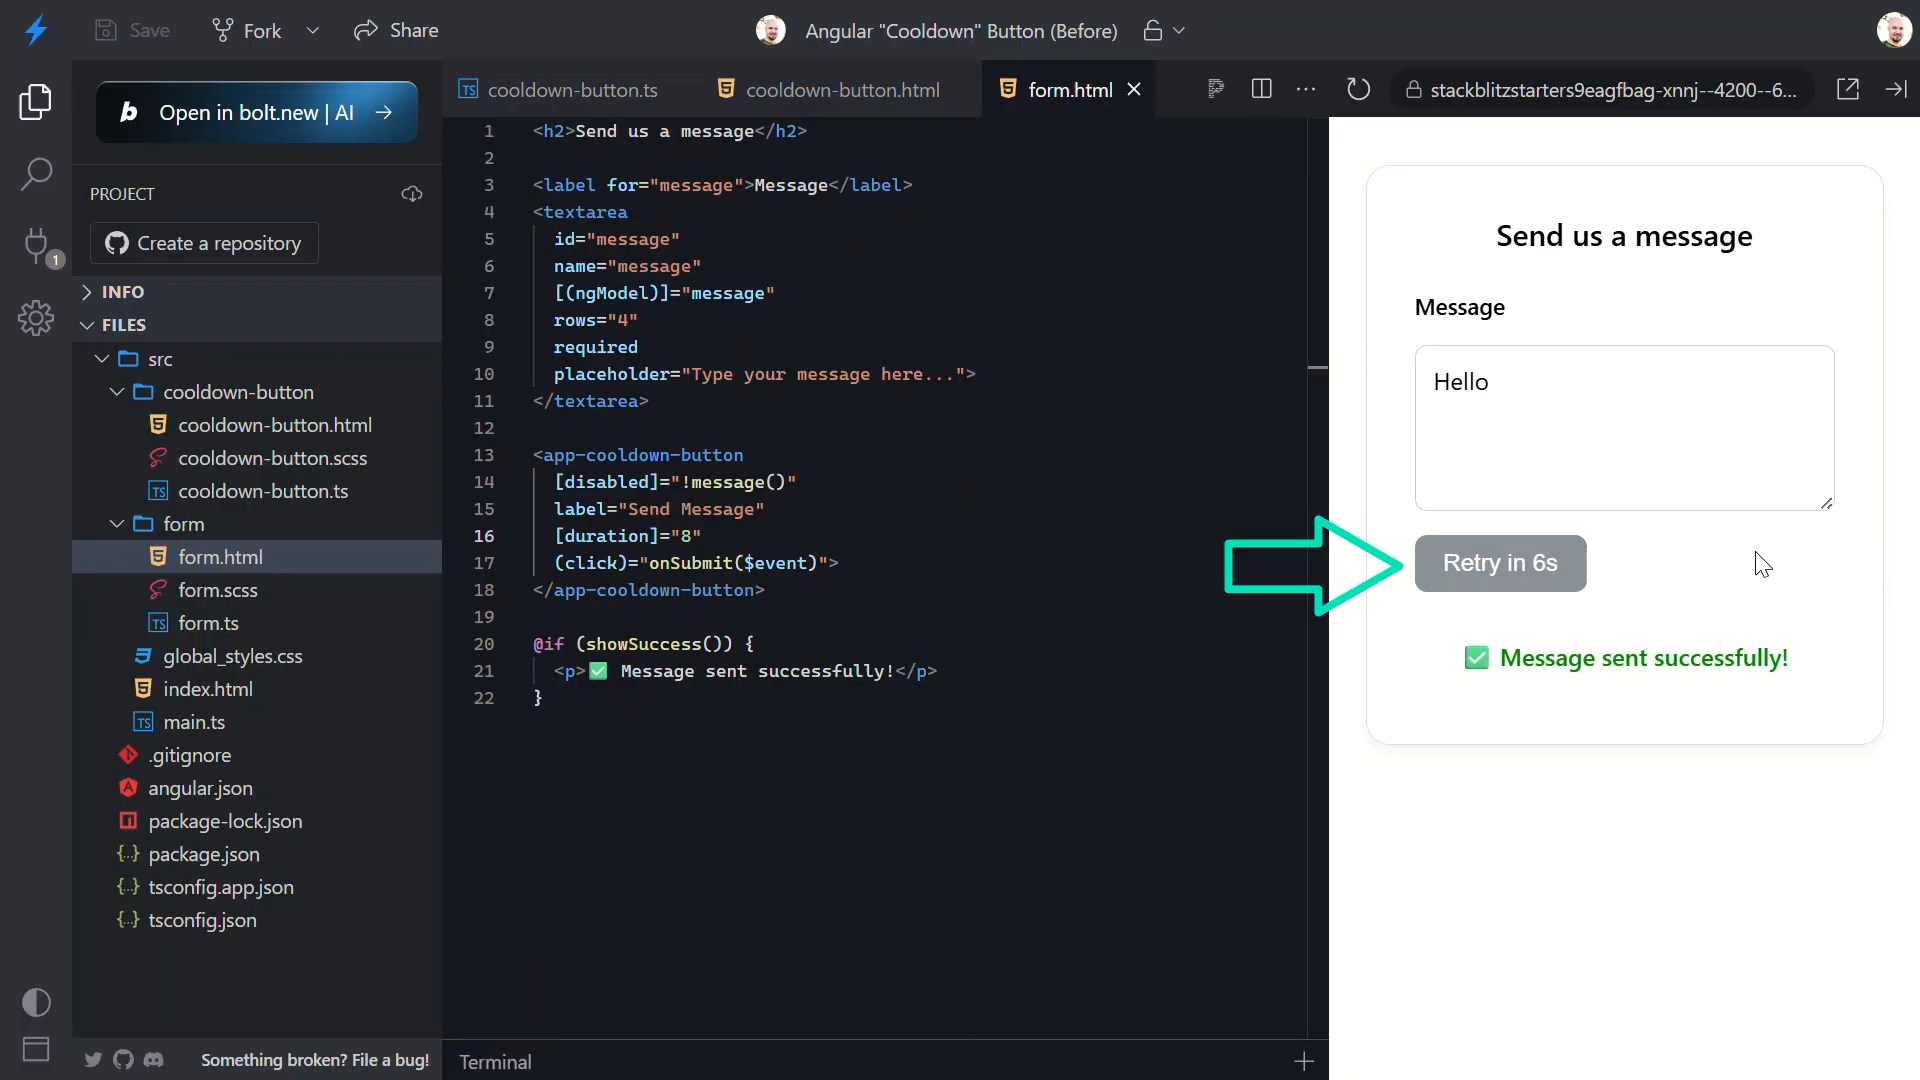 Save
Fork
Share
Angular "Cooldown" Button (Before)
b Open in bolt.new | AI
PROJECT
Create a repository
1
INFO
FILES
src
cooldown-button
cooldown-button.html
cooldown-button.scss
TS cooldown-button.ts
form
form.html
form.scss
TS form.ts
global_styles.css
index.html
TS main.ts
.gitignore
angular.json
package-lock.json
{..} package.json
{..} tsconfig.app.json
{..} tsconfig.json
Something broken? File a bug!
TS cooldown-button.ts
cooldown-button.html
form.html
1 <h2>Send us a message</h2>
2
3 <label for="message">Message</label>
4 <textarea
5 id="message"
6 name="message"
7 [(ngModel)]="message"
8 rows="4"
9 required
10 placeholder="Type your message here...">
11 </textarea>
12
13 <app-cooldown-button
14 [disabled]="!message()"
15 label="Send Message"
16 [duration]="8"
17 (click)="onSubmit($event)">
18 </app-cooldown-button>
19
20 @if (showSuccess()) {
21 <p>✅ Message sent successfully!</p>
22 }
Terminal
stackblitzstarters9eagfbag-xnnj--4200--6...
Send us a message
Message
Hello
Retry in 6s
✅ Message sent successfully!